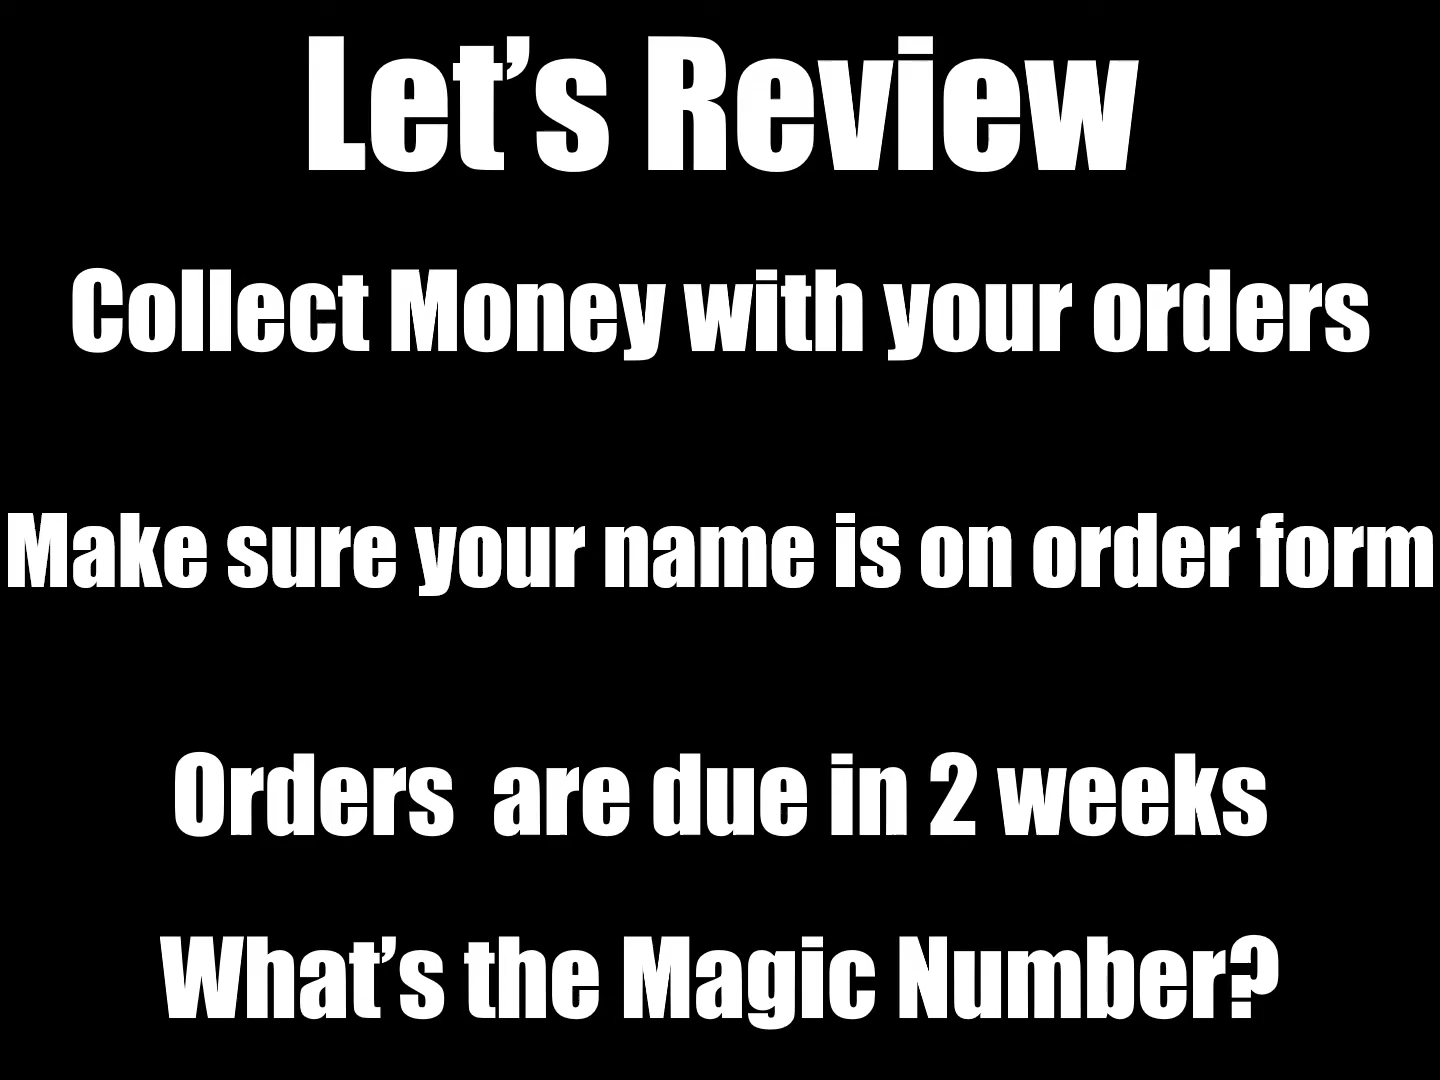 Let’s Review
Collect Money with your orders
Make sure your name is on order form
Orders  are due in 2 weeks
What’s the Magic Number?